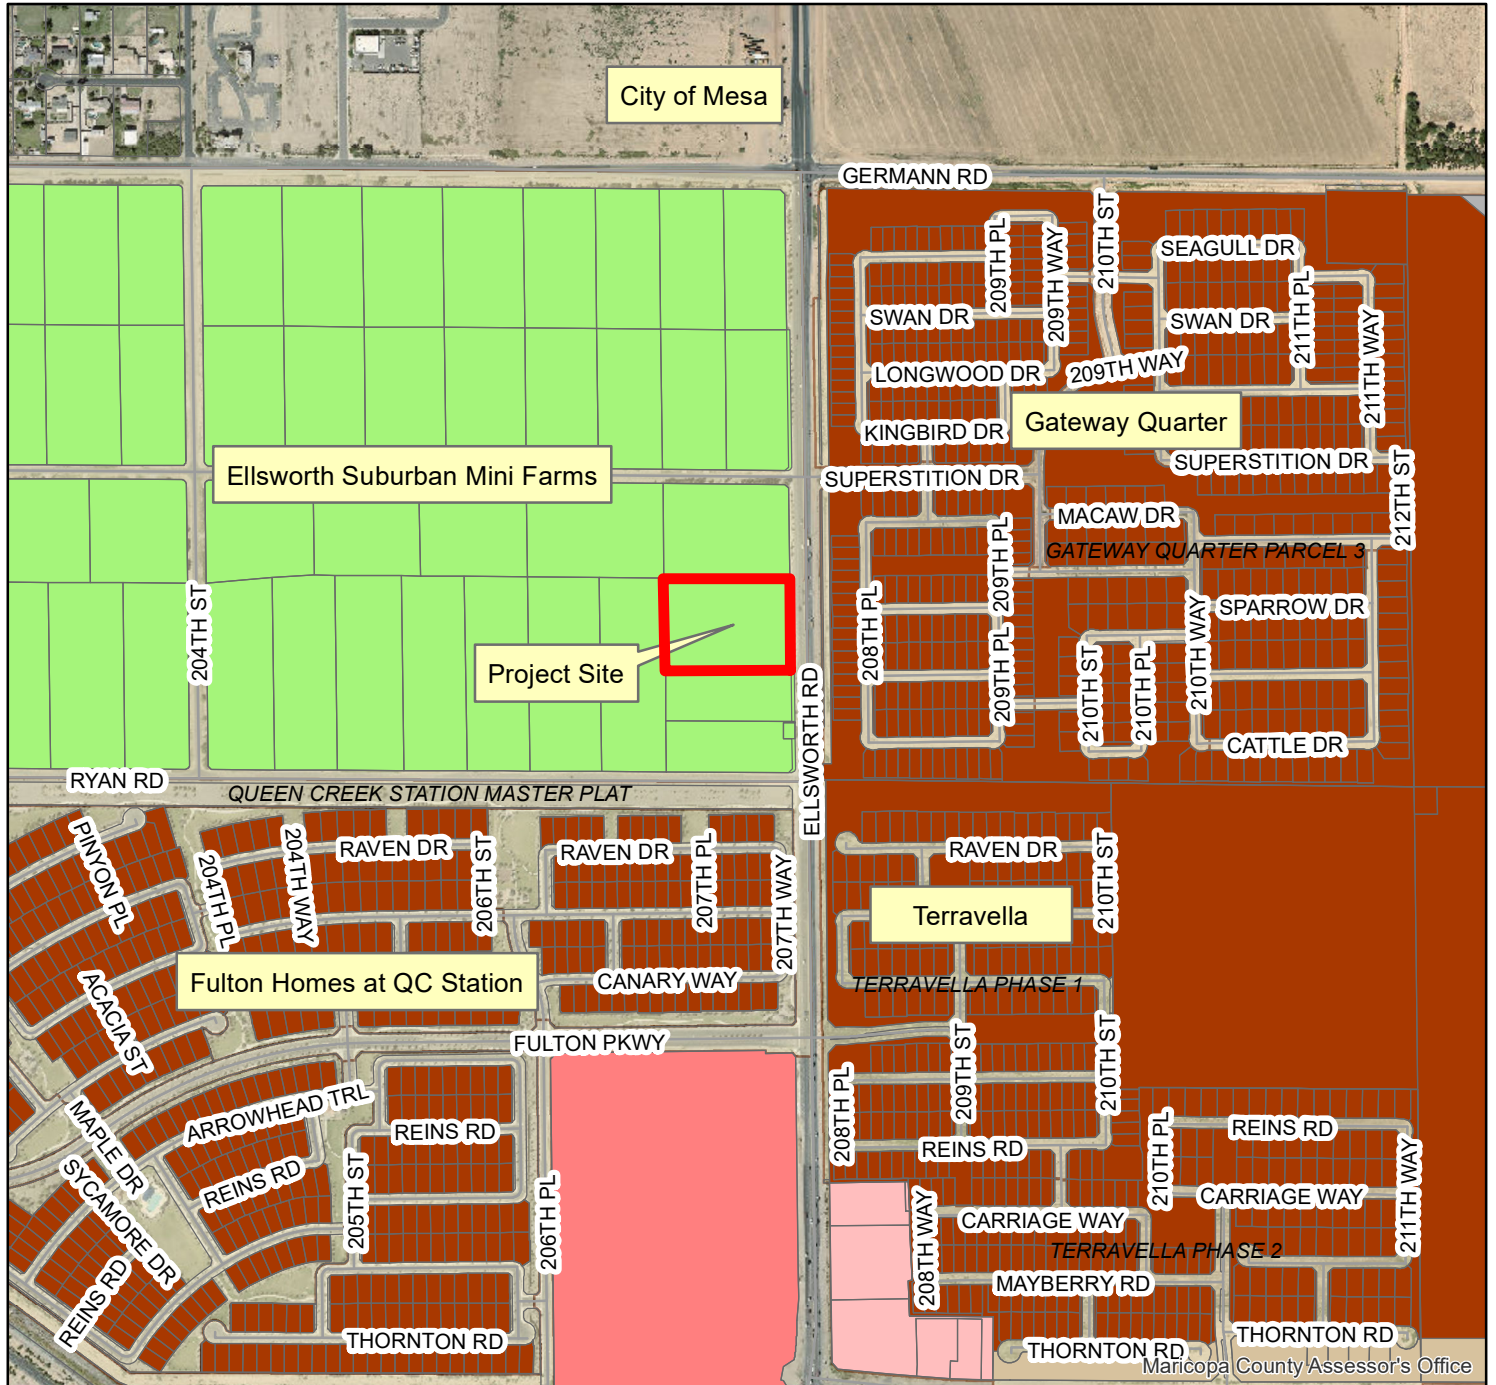 City of Mesa
GERMANN RD
210TH ST
209TH PL
209TH WAY
SEAGULL DR
SWAN DR
SWAN DR
211TH PL
211TH WAY
LONGWOOD DR
209TH WAY
Gateway Quarter
KINGBIRD DR
SUPERSTITION DR
Ellsworth Suburban Mini Farms
SUPERSTITION DR
212TH ST
MACAW DR
GATEWAY QUARTER PARCEL 3
209TH PL
204TH ST
208TH PL
SPARROW DR
210TH WAY
Project Site
209TH PL
210TH ST
210TH PL
ELLSWORTH RD
CATTLE DR
RYAN RD
QUEEN CREEK STATION MASTER PLAT
PINYON PL
204TH PL
204TH WAY
RAVEN DR
206TH ST
RAVEN DR
207TH PL
207TH WAY
RAVEN DR
210TH ST
Terravella
Fulton Homes at QC Station
CANARY WAY
TERRAVELLA PHASE 1
ACACIA ST
FULTON PKWY
208TH PL
209TH ST
210TH ST
MAPLE DR
ARROWHEAD TRL
REINS RD
REINS RD
210TH PL
REINS RD
211TH WAY
SYCAMORE DR
REINS RD
205TH ST
206TH PL
208TH WAY
CARRIAGE WAY
CARRIAGE WAY
TERRAVELLA PHASE 2
REINS RD
MAYBERRY RD
THORNTON RD
THORNTON RD
THORNTON RD
Maricopa County Assessor's Office